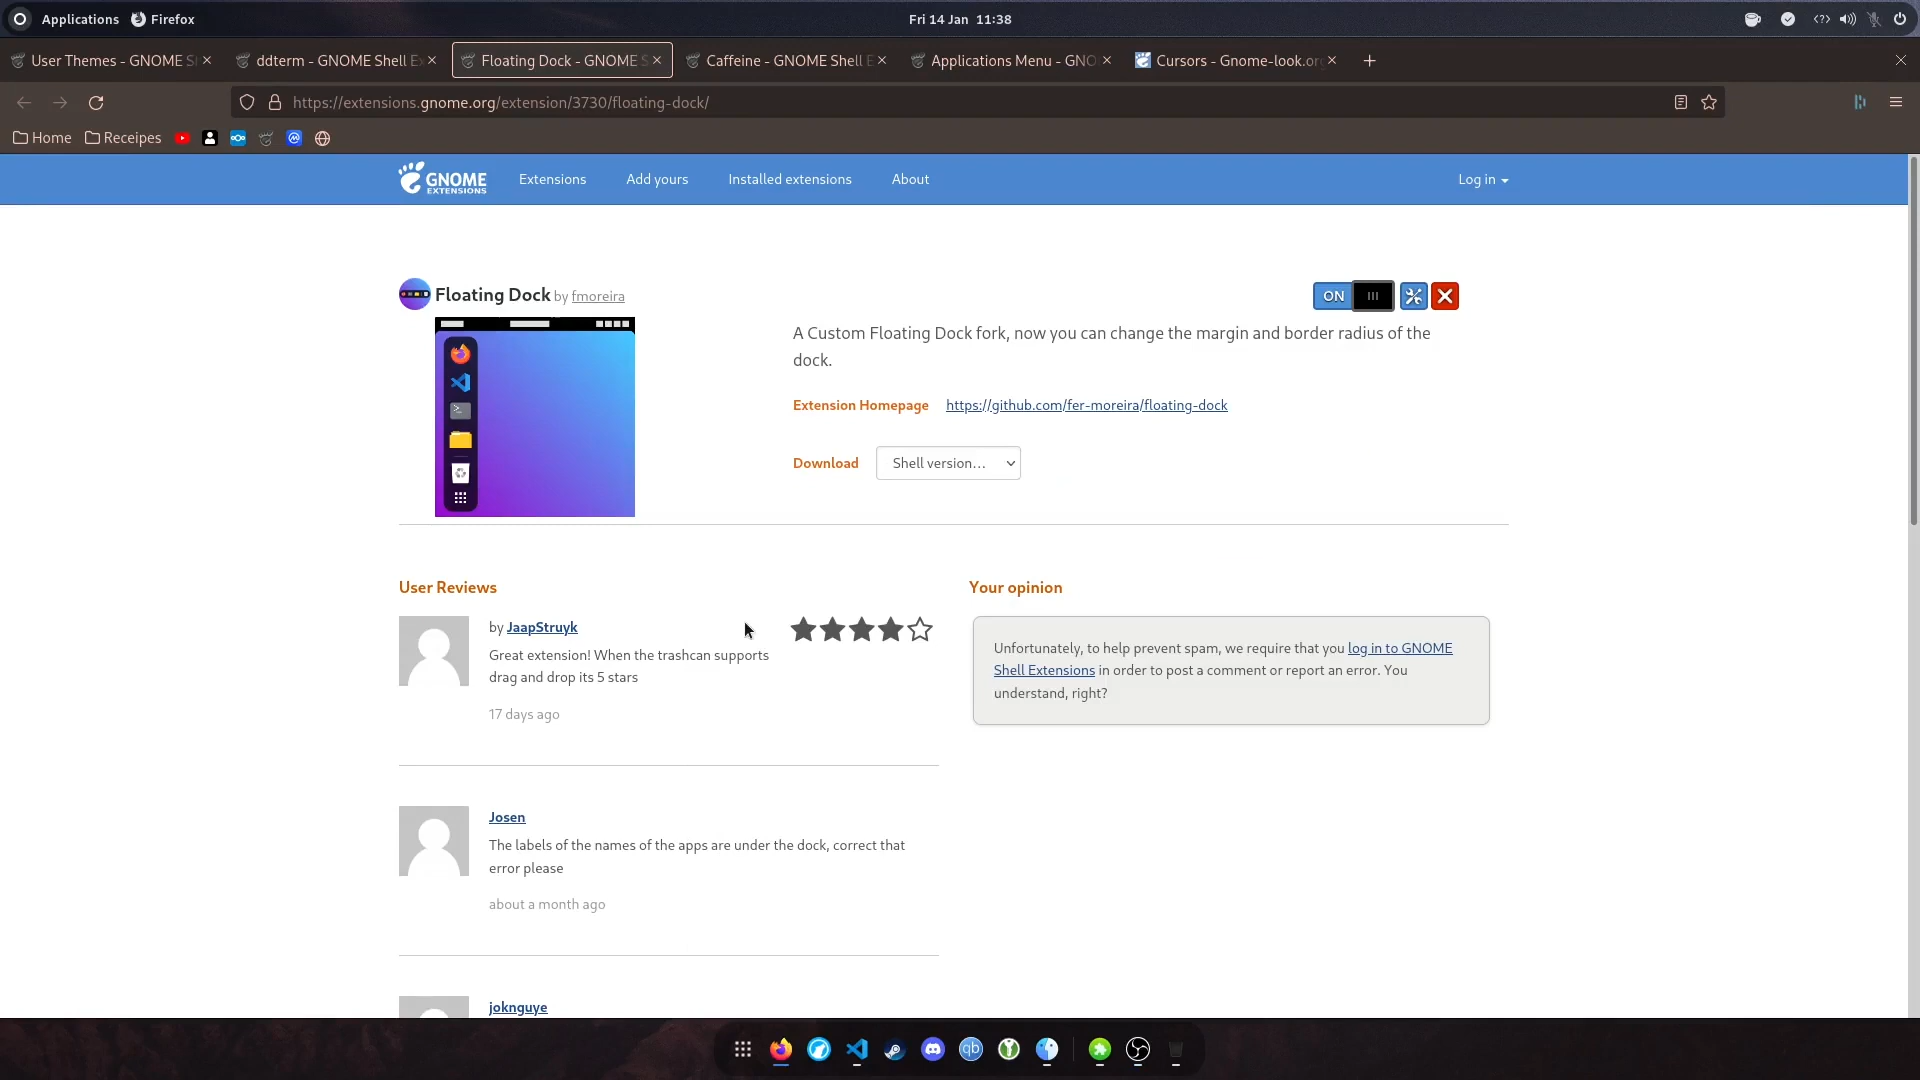 Applications Firefox Fri 14 Jan 11:38
User Themes - GNOME S ddterm - GNOME Shell E Floating Dock - GNOME S Caffeine - GNOME Shell E Applications Menu - GNO Cursors - Gnome-look.or
https://extensions.gnome.org/extension/3730/floating-dock/
Home Receipes
GNOME EXTENSIONS Extensions Add yours Installed extensions About Log in
Floating Dock by fmoreira ON
A Custom Floating Dock fork, now you can change the margin and border radius of the
dock.
Extension Homepage https://github.com/fer-moreira/floating-dock
Download Shell version...
User Reviews
by JaapStruyk
Great extension! When the trashcan supports
drag and drop its 5 stars
17 days ago
Josen
The labels of the names of the apps are under the dock, correct that
error please
about a month ago
joknguye
Your opinion
Unfortunately, to help prevent spam, we require that you log in to GNOME
Shell Extensions in order to post a comment or report an error. You
understand, right?
qb